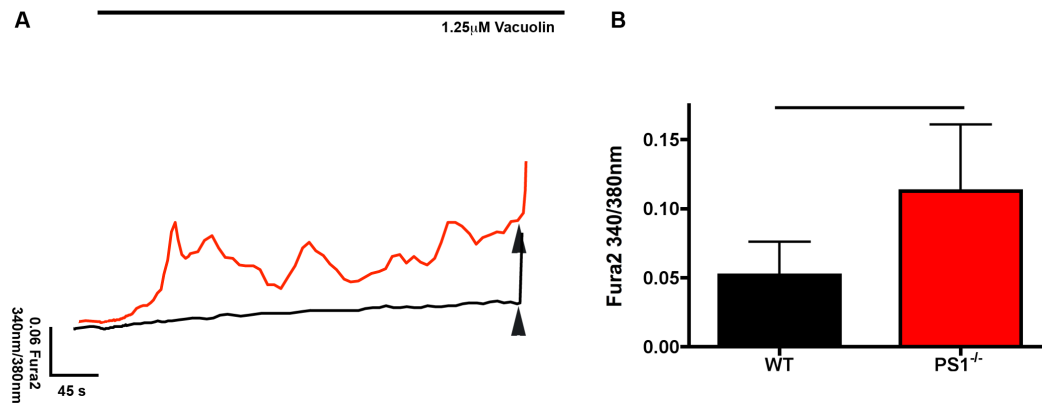 A
1.25μM Vacuolin
0.06 Fura2
340nm/380nm
45 s
B
Fura2 340/380nm
0.15
0.10
0.05
0.00
WT
PS1-/-